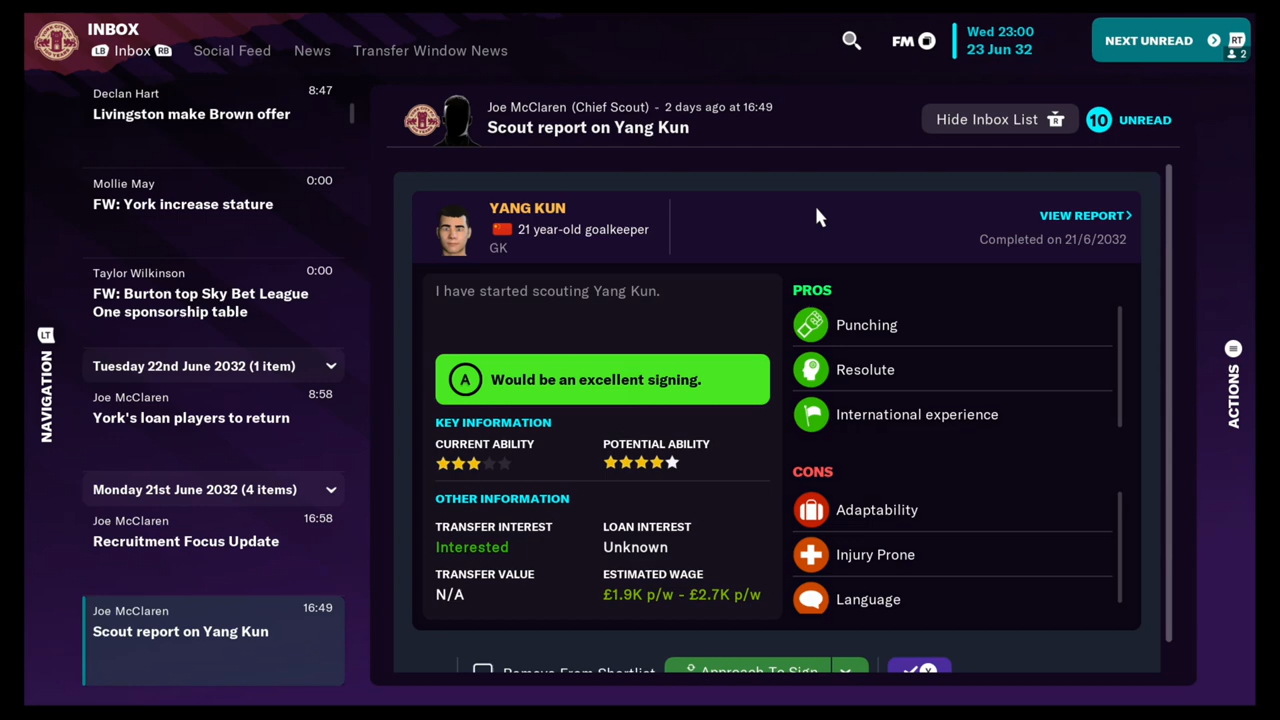 INBOX
LB Inbox RB
Social Feed
News
Transfer Window News
FM
Wed 23:00
23 Jun 32
NEXT UNREAD
RT
2
Declan Hart
8:47
Livingston make Brown offer
Mollie May
0:00
FW: York increase stature
Taylor Wilkinson
0:00
FW: Burton top Sky Bet League
One sponsorship table
Tuesday 22nd June 2032 (1 item)
Joe McClaren
8:58
York's loan players to return
Monday 21st June 2032 (4 items)
Joe McClaren
16:58
Recruitment Focus Update
Joe McClaren
16:49
Scout report on Yang Kun
LT
NAVIGATION
Joe McClaren (Chief Scout) - 2 days ago at 16:49
Scout report on Yang Kun
Hide Inbox List
R
10 UNREAD
YANG KUN
21 year-old goalkeeper
GK
VIEW REPORT
Completed on 21/6/2032
I have started scouting Yang Kun.
A Would be an excellent signing.
KEY INFORMATION
CURRENT ABILITY
POTENTIAL ABILITY
OTHER INFORMATION
TRANSFER INTEREST
LOAN INTEREST
Interested
Unknown
TRANSFER VALUE
ESTIMATED WAGE
N/A
£1.9K p/w - £2.7K p/w
PROS
Punching
Resolute
International experience
CONS
Adaptability
Injury Prone
Language
Remove From Shortlist
Approach To Sign
Y
ACTIONS